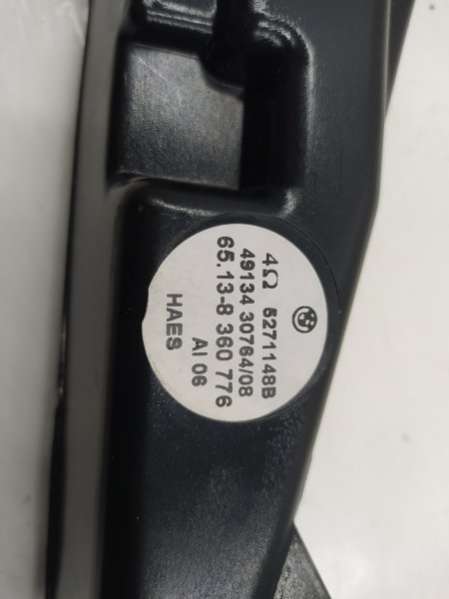 4Ω 5271148B
49134 30764/08
65.13-8 360 776
AI 06
HAES